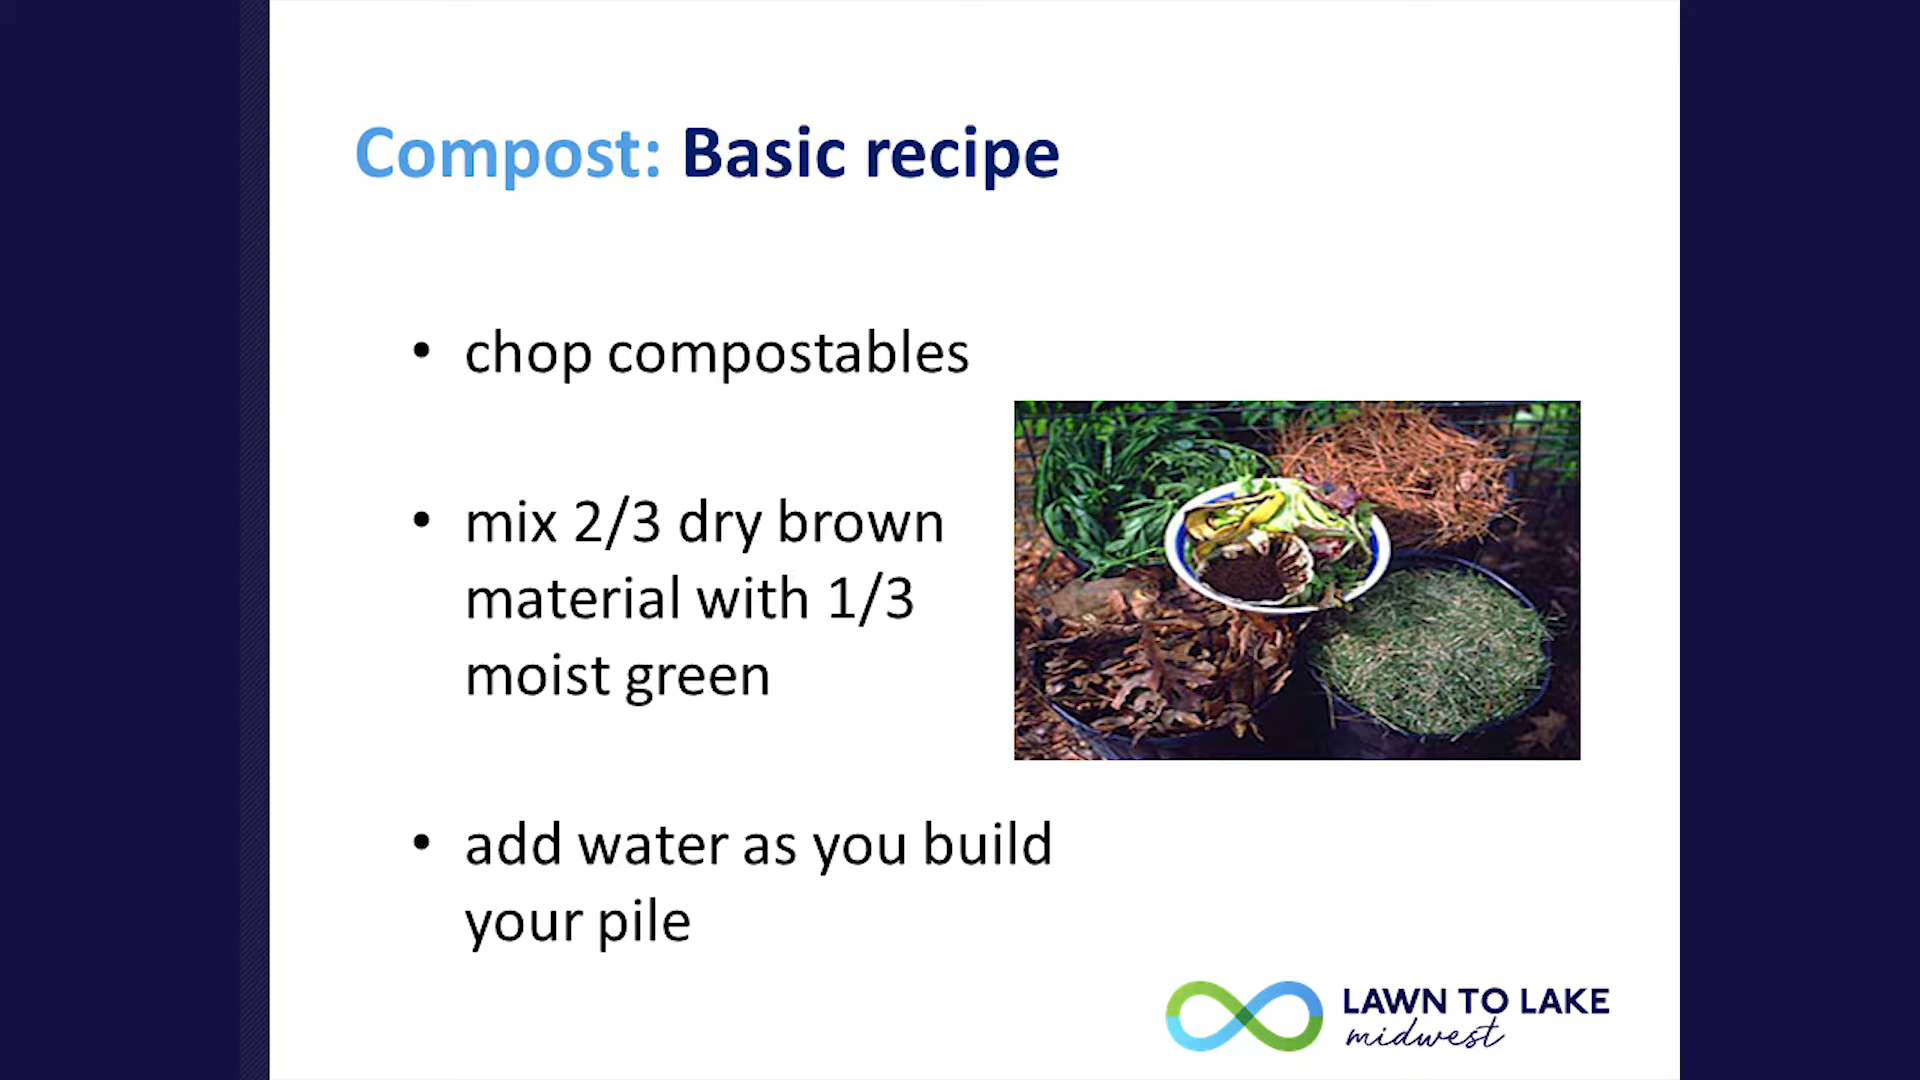 Compost: Basic recipe
• chop compostables
• mix 2/3 dry brown
material with 1/3
moist green
• add water as you build
your pile
LAWN TO LAKE
midwest